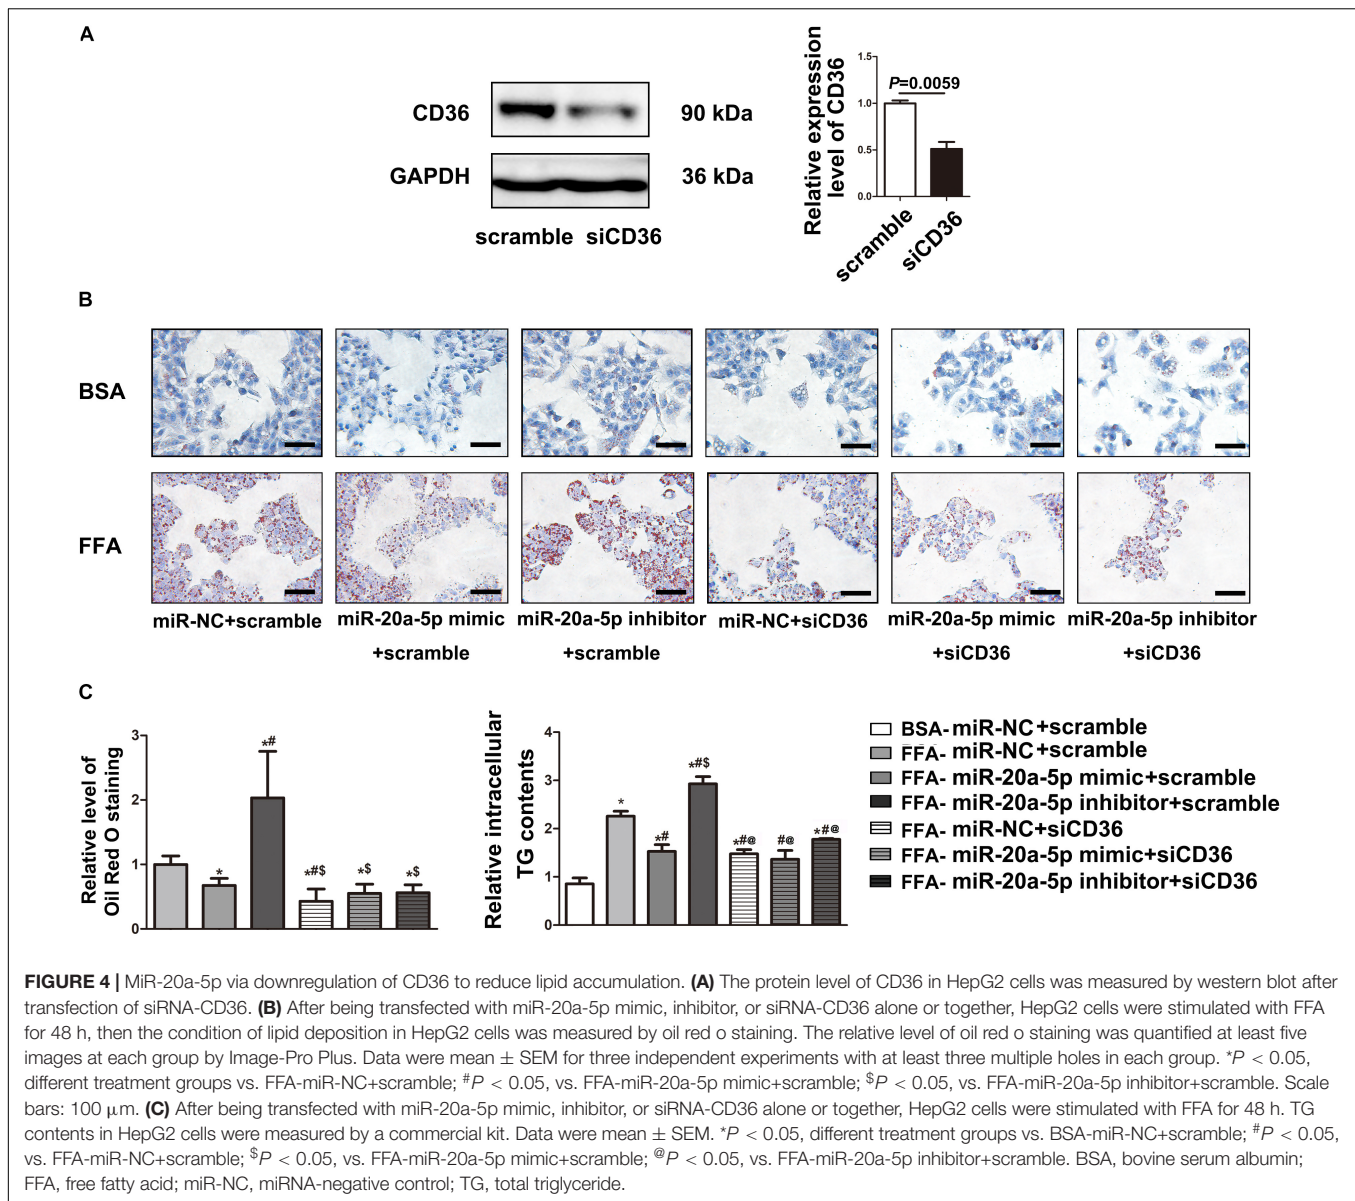 A
CD36
90 kDa
GAPDH
36 kDa
scramble siCD36
Relative expression
level of CD36
1.5
1.0
0.5
0.0
P=0.0059
scramble
siCD36
B
BSA
FFA
miR-NC+scramble
miR-20a-5p mimic
+scramble
miR-20a-5p inhibitor
+scramble
miR-NC+siCD36
miR-20a-5p mimic
+siCD36
miR-20a-5p inhibitor
+siCD36
C
Relative level of
Oil Red O staining
3
2
1
0
*
*#
*#$
*$
*$
Relative intracellular
TG contents
4
3
2
1
0
*
*#
*#$
*#@
#@
*#@
BSA- miR-NC+scramble
FFA- miR-NC+scramble
FFA- miR-20a-5p mimic+scramble
FFA- miR-20a-5p inhibitor+scramble
FFA- miR-NC+siCD36
FFA- miR-20a-5p mimic+siCD36
FFA- miR-20a-5p inhibitor+siCD36
FIGURE 4 | MiR-20a-5p via downregulation of CD36 to reduce lipid accumulation. (A) The protein level of CD36 in HepG2 cells was measured by western blot after
transfection of siRNA-CD36. (B) After being transfected with miR-20a-5p mimic, inhibitor, or siRNA-CD36 alone or together, HepG2 cells were stimulated with FFA
for 48 h, then the condition of lipid deposition in HepG2 cells was measured by oil red o staining. The relative level of oil red o staining was quantified at least five
images at each group by Image-Pro Plus. Data were mean ± SEM for three independent experiments with at least three multiple holes in each group. *P < 0.05,
different treatment groups vs. FFA-miR-NC+scramble; #P < 0.05, vs. FFA-miR-20a-5p mimic+scramble; $P < 0.05, vs. FFA-miR-20a-5p inhibitor+scramble. Scale
bars: 100 μm. (C) After being transfected with miR-20a-5p mimic, inhibitor, or siRNA-CD36 alone or together, HepG2 cells were stimulated with FFA for 48 h. TG
contents in HepG2 cells were measured by a commercial kit. Data were mean ± SEM. *P < 0.05, different treatment groups vs. BSA-miR-NC+scramble; #P < 0.05,
vs. FFA-miR-NC+scramble; $P < 0.05, vs. FFA-miR-20a-5p mimic+scramble; @P < 0.05, vs. FFA-miR-20a-5p inhibitor+scramble. BSA, bovine serum albumin;
FFA, free fatty acid; miR-NC, miRNA-negative control; TG, total triglyceride.